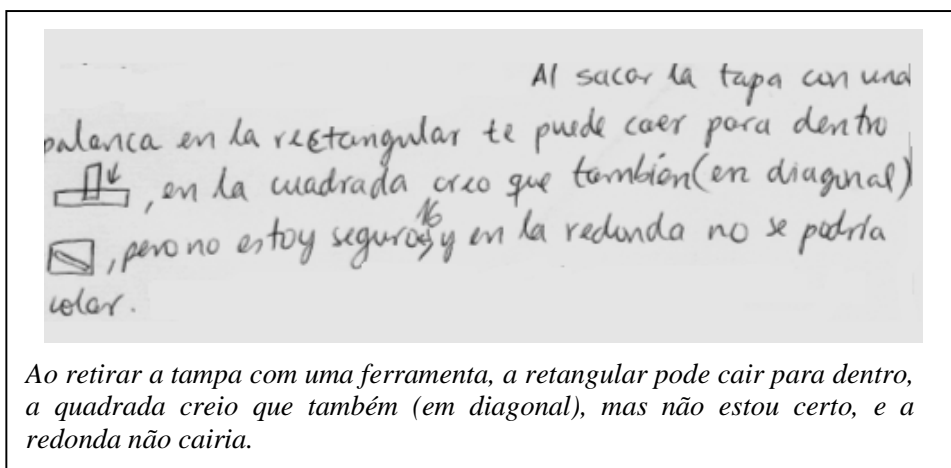 Al sacar la tapa con una
palanca en la rectangular te puede caer para dentro
, en la cuadrada creo que también (en diagonal)
, pero no estoy seguro, y en la redonda no se podría
colar.
Ao retirar a tampa com uma ferramenta, a retangular pode cair para dentro,
a quadrada creio que também (em diagonal), mas não estou certo, e a
redonda não cairia.